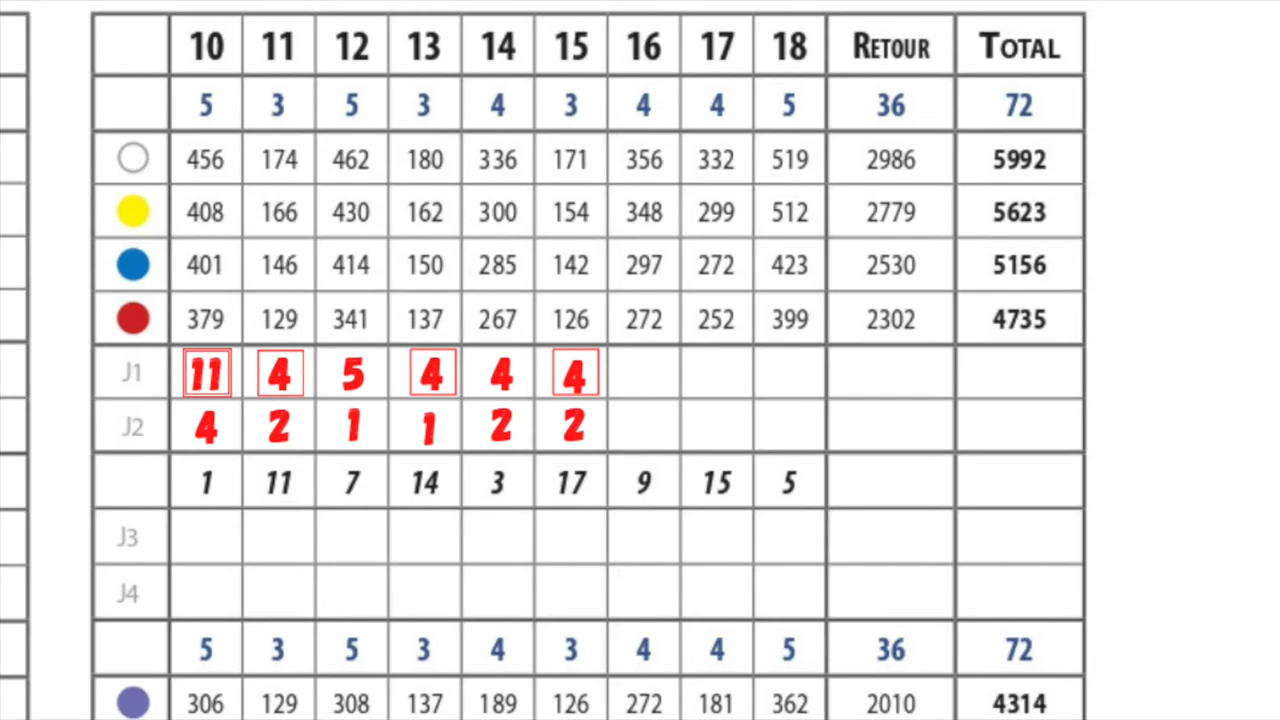 10 11 12 13 14 15 16 17 18 RETOUR TOTAL
5 3 5 3 4 3 4 4 5 36 72
456 174 462 180 336 171 356 332 519 2986 5992
408 166 430 162 300 154 348 299 512 2779 5623
401 146 414 150 285 142 297 272 423 2530 5156
379 129 341 137 267 126 272 252 399 2302 4735
J1 11 4 5 4 4 4
J2 4 2 1 1 2 2
1 11 7 14 3 17 9 15 5
J3
J4
5 3 5 3 4 3 4 4 5 36 72
306 129 308 137 189 126 272 181 362 2010 4314